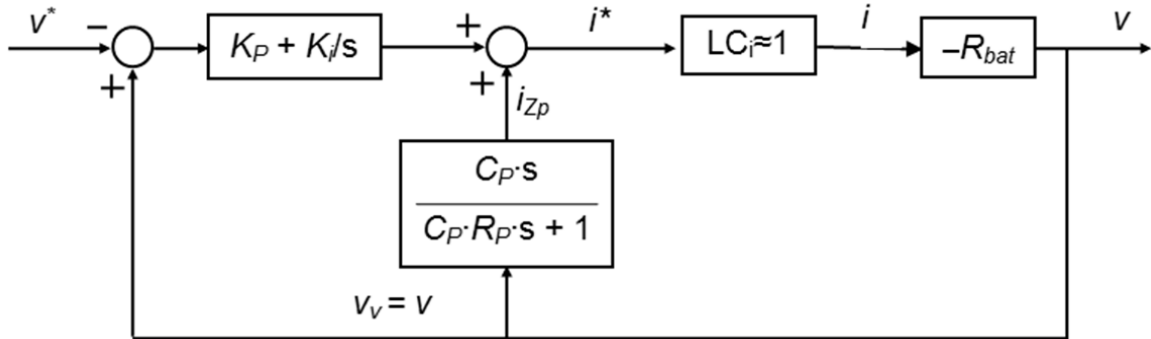 v*
−
+
K_P + K_i/s
+
+
i*
LC_i≈1
i
–R_bat
v
i_Zp
C_P·s
C_P·R_P·s + 1
v_v = v